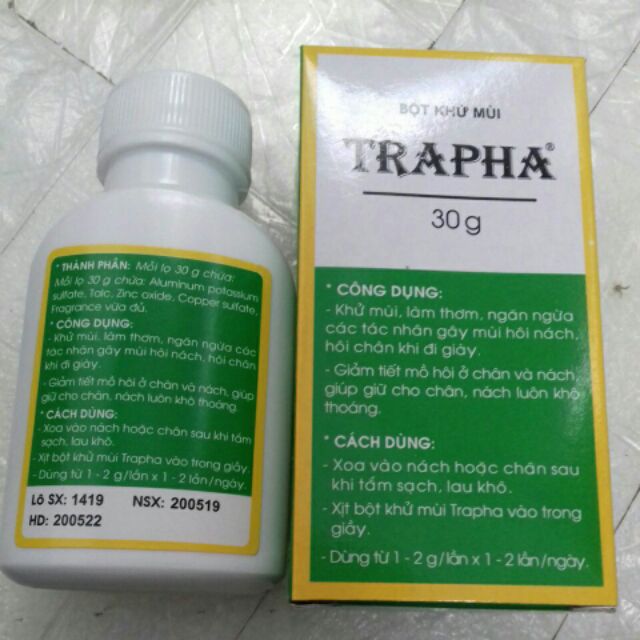 * THÀNH PHẦN: Mỗi lọ 30 g chứa:
Mỗi lọ 30 g chứa: Aluminum potassium
sulfate, Talc, Zinc oxide, Copper sulfate,
Fragrance vừa đủ.
* CÔNG DỤNG:
- Khử mùi, làm thơm, ngăn ngừa các
tác nhân gây mùi hôi nách, hôi chân
khi đi giày.
- Giảm tiết mồ hôi ở chân và nách, giúp
giữ cho chân, nách luôn khô thoáng.
* CÁCH DÙNG:
- Xoa vào nách hoặc chân sau khi tắm
sạch, lau khô.
- Xịt bột khử mùi Trapha vào trong giầy.
- Dùng từ 1 - 2 g/lần x 1 - 2 lần/ngày.
Lô SX: 1419 NSX: 200519
HD: 200522
BỘT KHỬ MÙI
TRAPHA®
30 g
* CÔNG DỤNG:
- Khử mùi, làm thơm, ngăn ngừa
các tác nhân gây mùi hôi nách,
hôi chân khi đi giày.
- Giảm tiết mồ hôi ở chân và nách,
giúp giữ cho chân, nách luôn khô
thoáng.
* CÁCH DÙNG:
- Xoa vào nách hoặc chân sau
khi tắm sạch, lau khô.
- Xịt bột khử mùi Trapha vào trong
giầy.
- Dùng từ 1 - 2 g/lần x 1 - 2 lần/ngày.